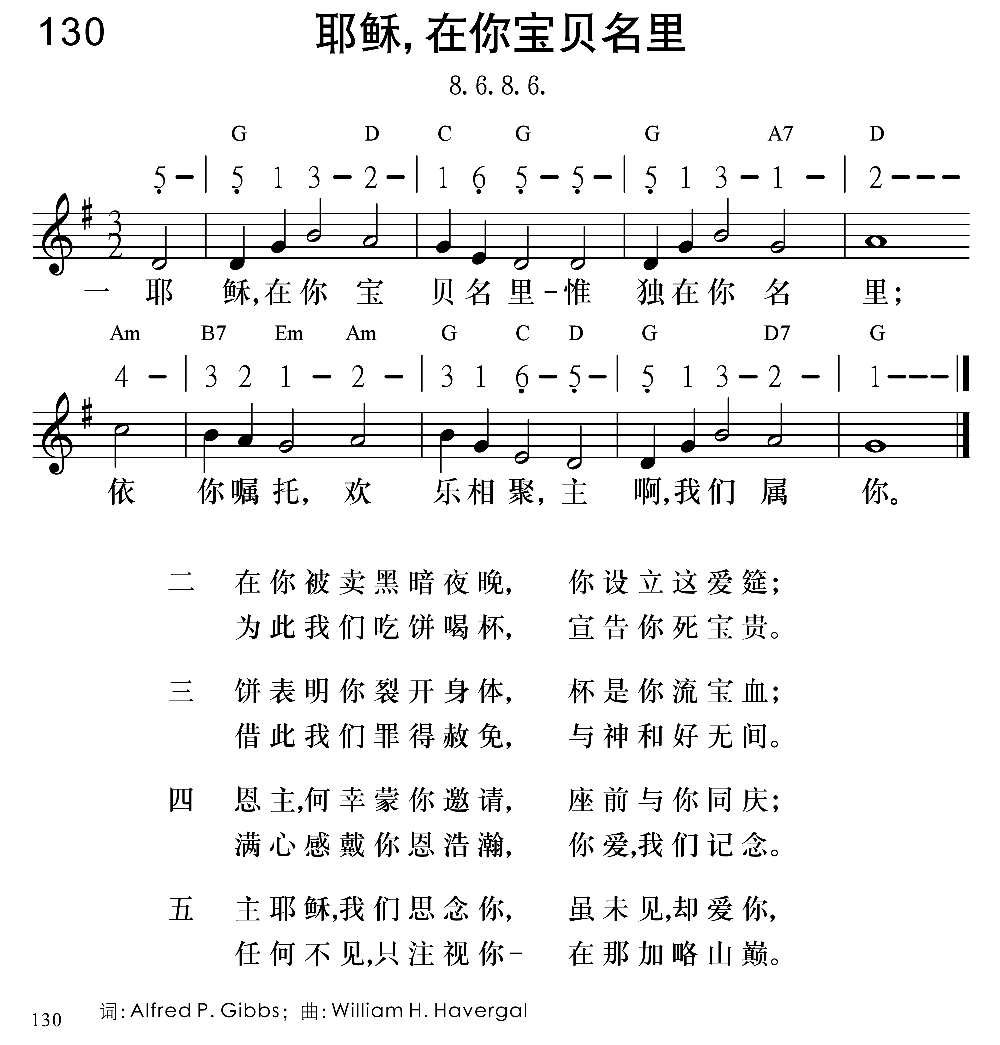 130
耶稣,在你宝贝名里
8.6.8.6.
G D C G G A7 D
5 - | 5 1 3 - 2 - | 1 6 5 - 5 - | 5 1 3 - 1 - | 2 - - -
3
2
一 耶 稣,在你 宝 贝名里-惟 独在你 名 里;
Am B7 Em Am G C D G D7 G
4 - | 3 2 1 - 2 - | 3 1 6 - 5 - | 5 1 3 - 2 - | 1 - - -
依 你嘱托,欢 乐相聚,主 啊,我们 属 你。
二 在你被卖黑暗夜晚, 你设立这爱筵;
为此我们吃饼喝杯, 宣告你死宝贵。
三 饼表明你裂开身体, 杯是你流宝血;
借此我们罪得赦免, 与神和好无间。
四 恩主,何幸蒙你邀请, 座前与你同庆;
满心感戴你恩浩瀚, 你爱,我们记念。
五 主耶稣,我们思念你, 虽未见,却爱你,
任何不见,只注视你- 在那加略山巅。
词: Alfred P. Gibbs; 曲: William H. Havergal
130